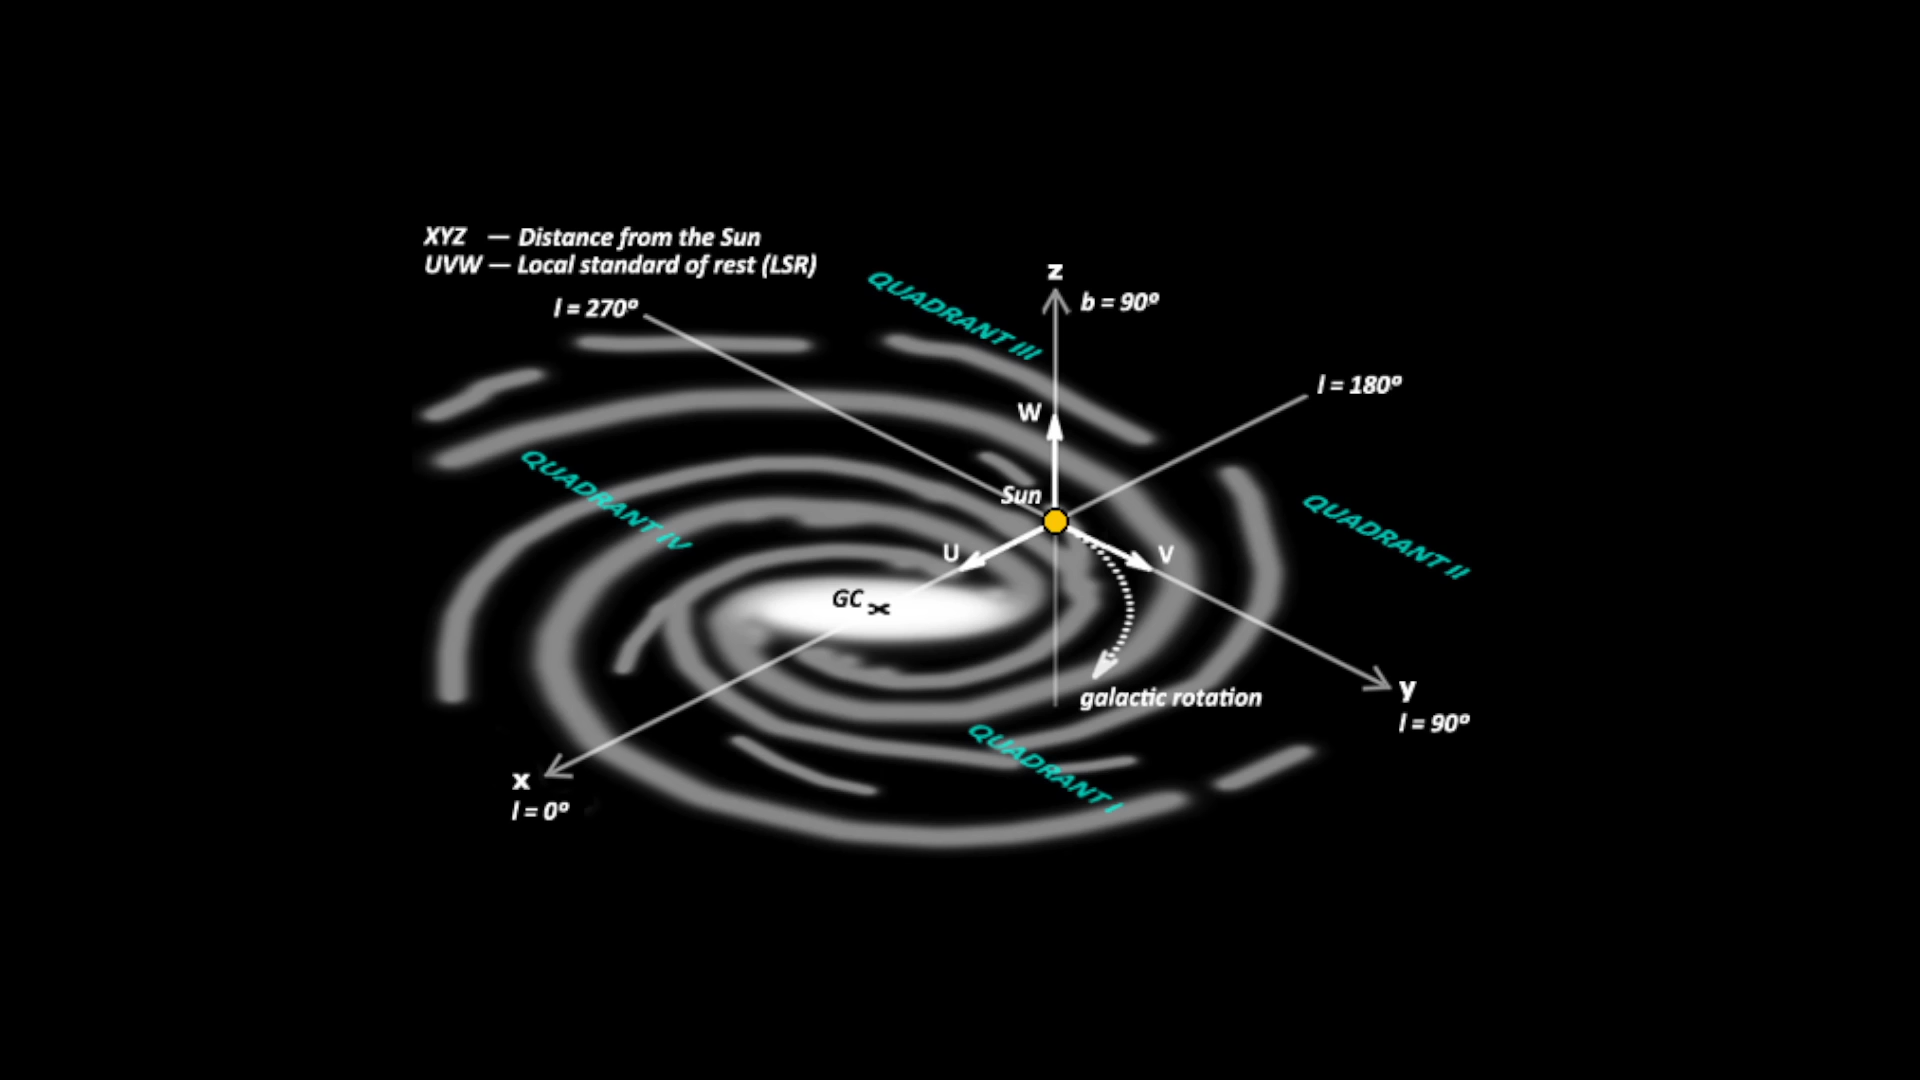 XYZ — Distance from the Sun
UVW — Local standard of rest (LSR)
l = 270º
QUADRANT III
z
b = 90º
l = 180º
W
QUADRANT IV
Sun
QUADRANT II
U
V
GC
galactic rotation
y
l = 90º
QUADRANT I
x
l = 0º